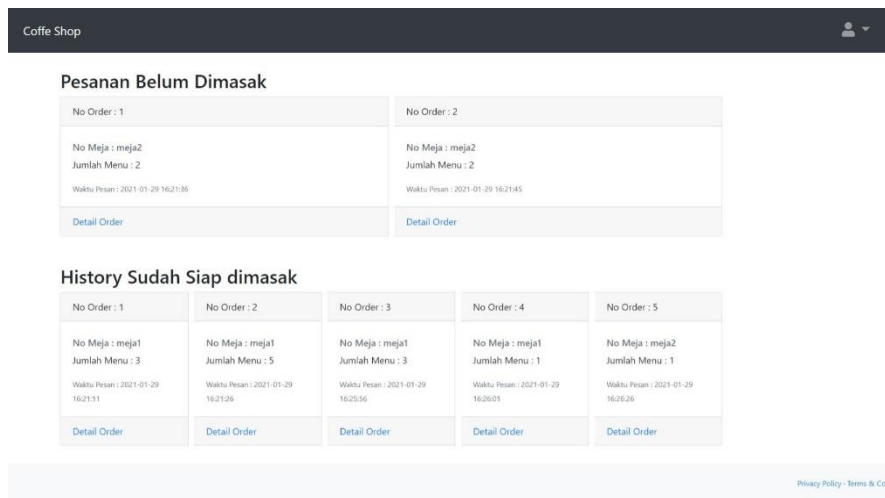 Coffe Shop
Pesanan Belum Dimasak
No Order : 1
No Meja : meja2
Jumlah Menu : 2
Waktu Pesan : 2021-01-29 16:21:36
Detail Order
No Order : 2
No Meja : meja2
Jumlah Menu : 2
Waktu Pesan : 2021-01-29 16:21:45
Detail Order
History Sudah Siap dimasak
No Order : 1
No Meja : meja1
Jumlah Menu : 3
Waktu Pesan : 2021-01-29
16:21:11
Detail Order
No Order : 2
No Meja : meja1
Jumlah Menu : 5
Waktu Pesan : 2021-01-29
16:21:26
Detail Order
No Order : 3
No Meja : meja1
Jumlah Menu : 3
Waktu Pesan : 2021-01-29
16:25:56
Detail Order
No Order : 4
No Meja : meja1
Jumlah Menu : 1
Waktu Pesan : 2021-01-29
16:26:01
Detail Order
No Order : 5
No Meja : meja2
Jumlah Menu : 1
Waktu Pesan : 2021-01-29
16:26:26
Detail Order
Privacy Policy · Terms & Co